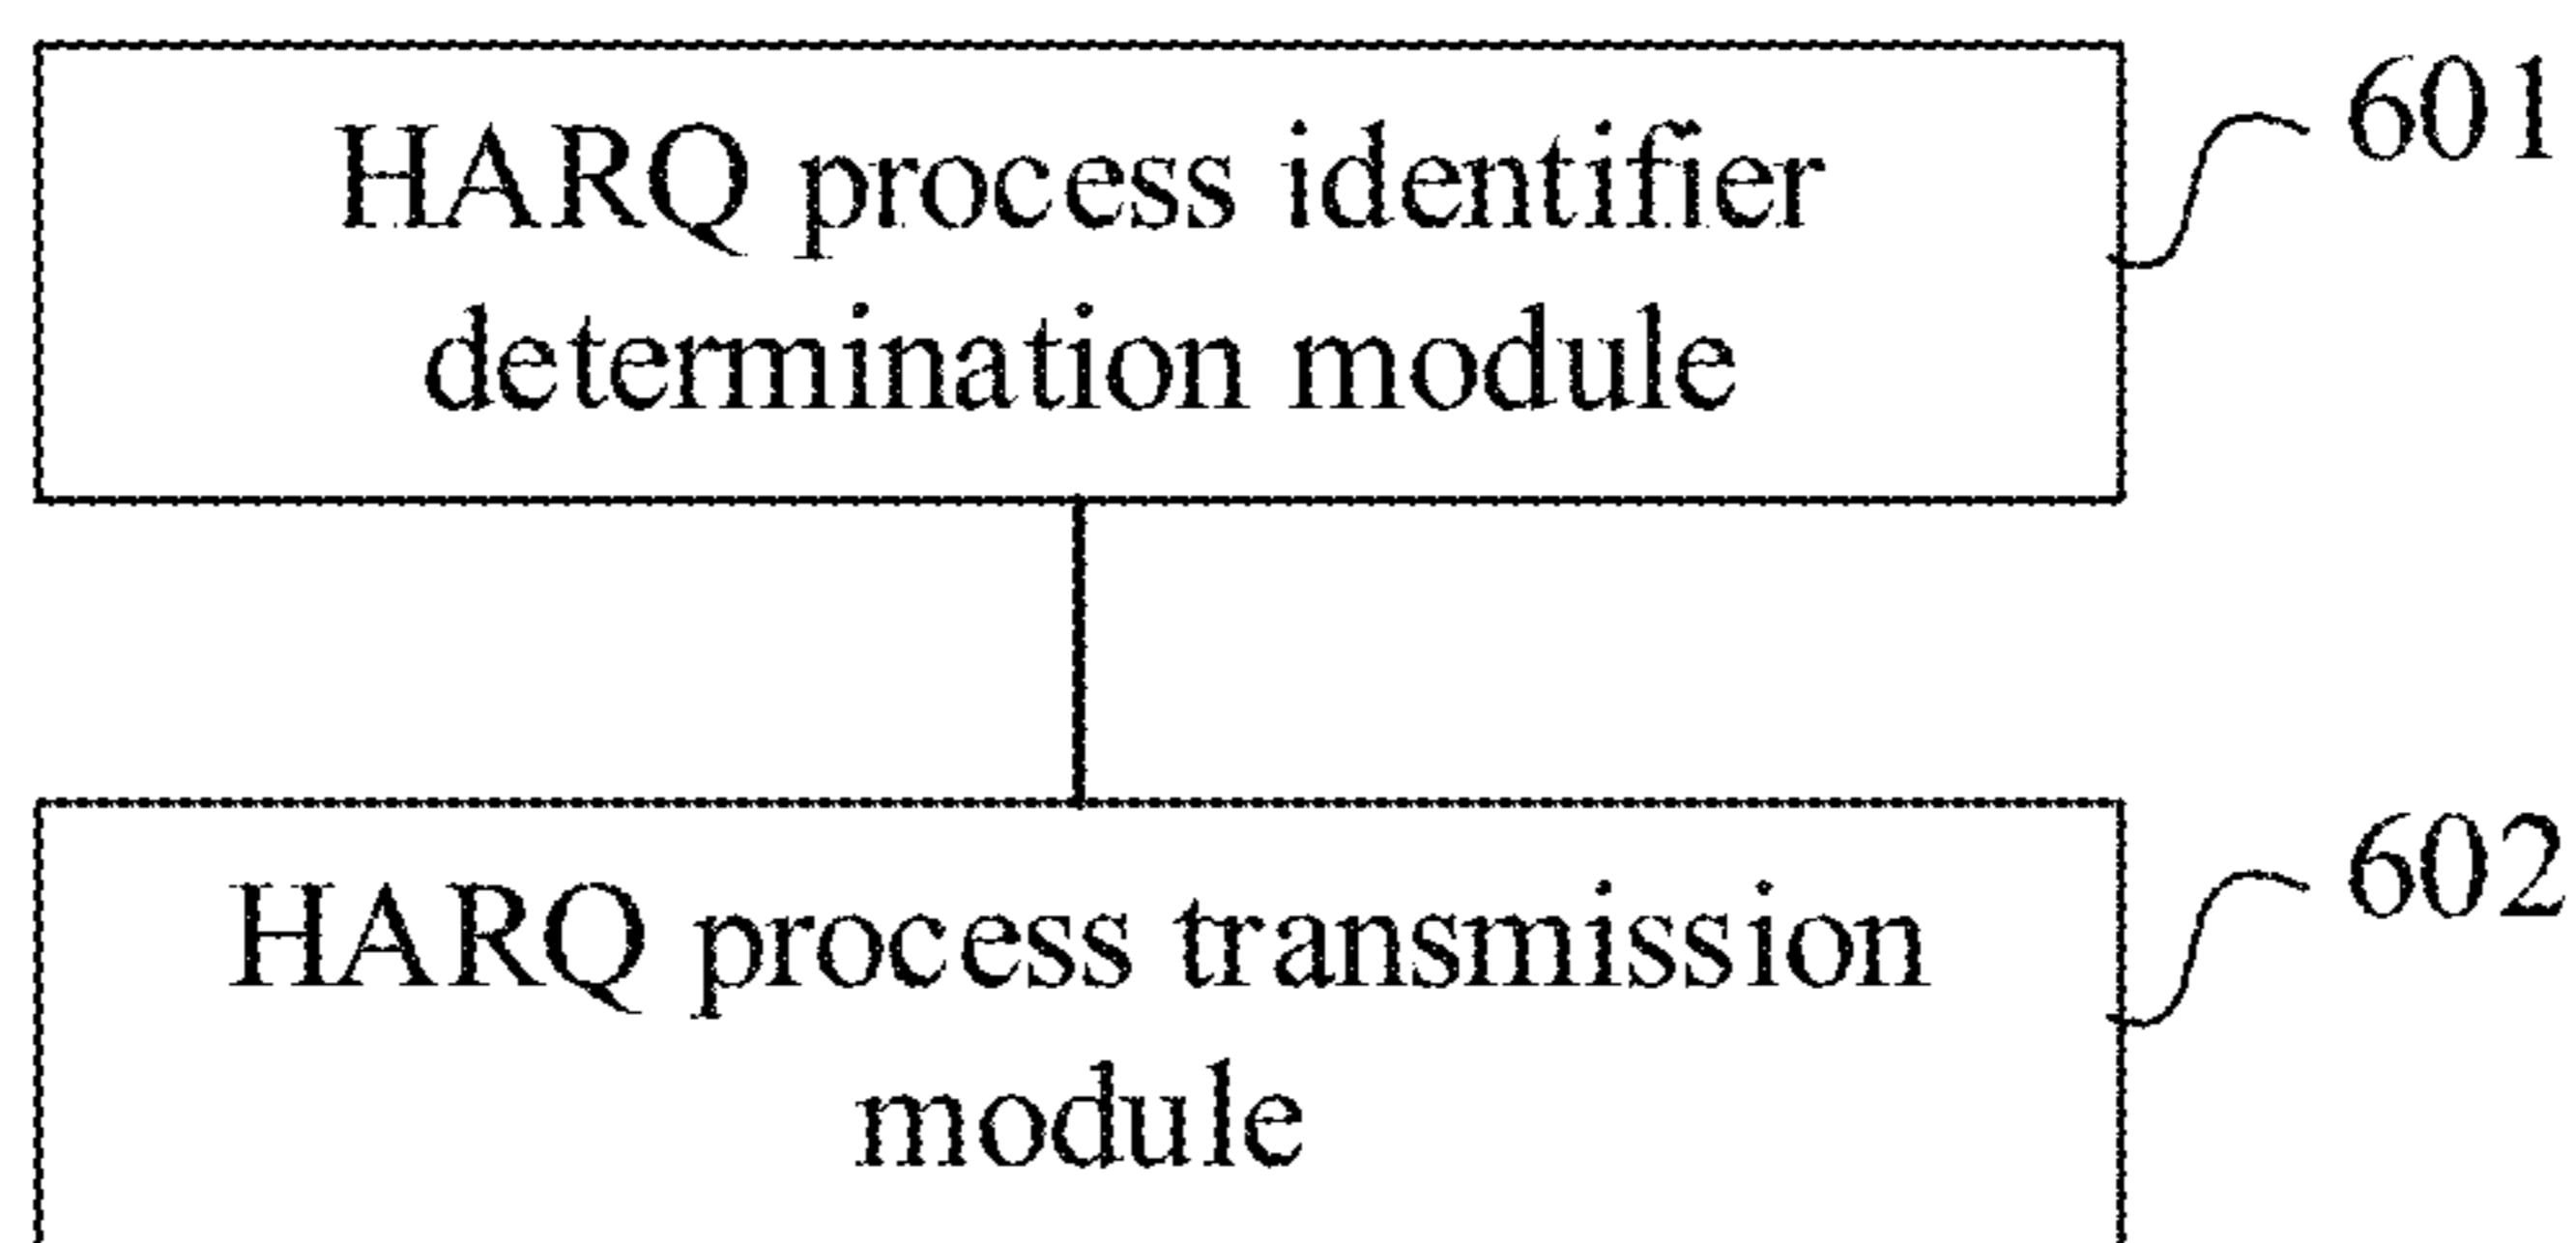 HARQ process identifier
determination module
601
HARQ process transmission
module
602